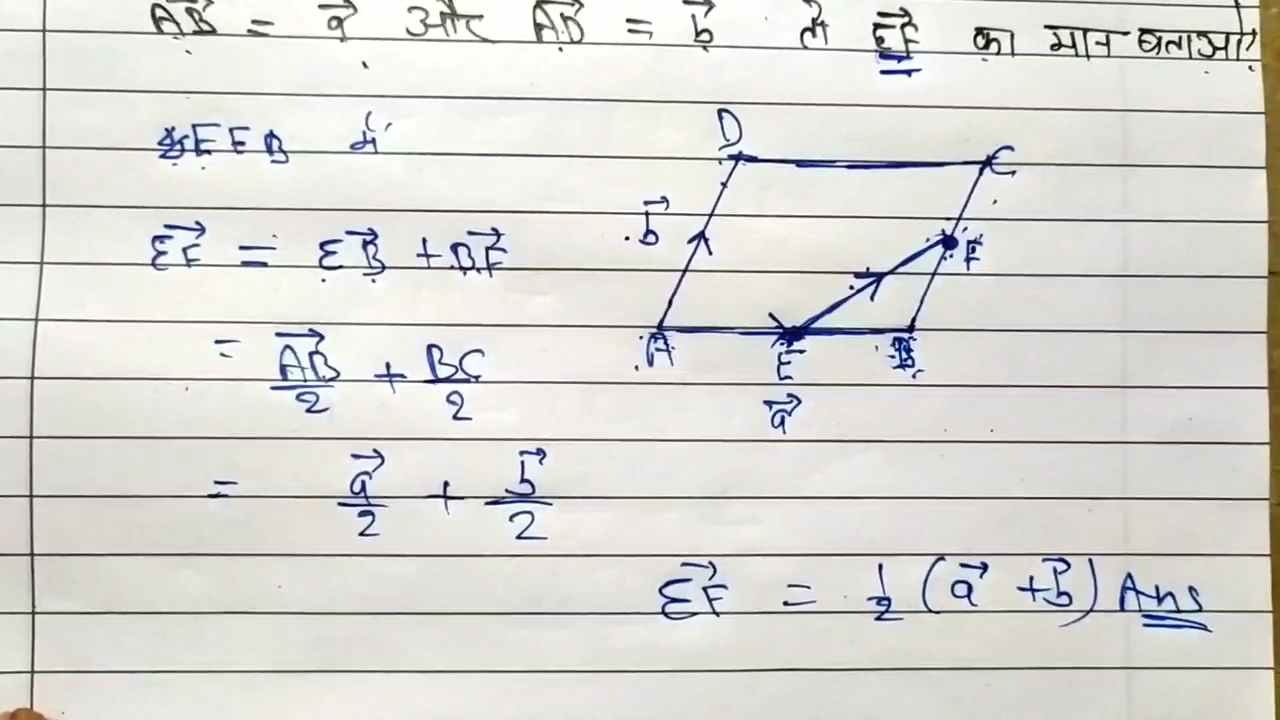 AB = a और AD = b तो EF का मान बताओ?
EFB में
EF = EB + BF
= AB/2 + BC/2
= a/2 + b/2
EF = 1/2 (a + b) Ans
D
C
b
F
A
E
B
a